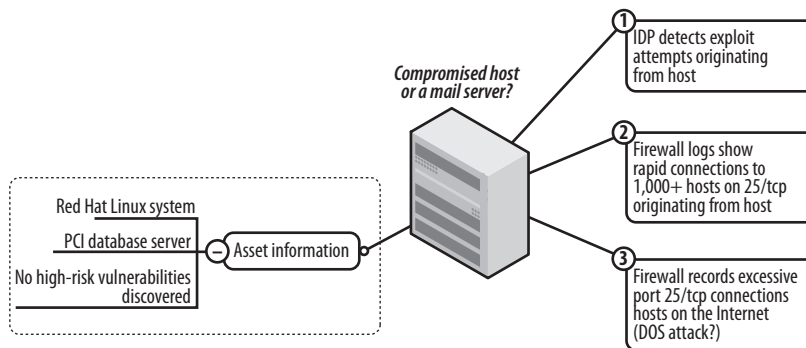 Compromised host
or a mail server?
1
IDP detects exploit
attempts originating
from host
2
Firewall logs show
rapid connections to
1,000+ hosts on 25/tcp
originating from host
3
Firewall records excessive
port 25/tcp connections
hosts on the Internet
(DOS attack?)
Asset information
−
Red Hat Linux system
PCI database server
No high-risk vulnerabilities
discovered